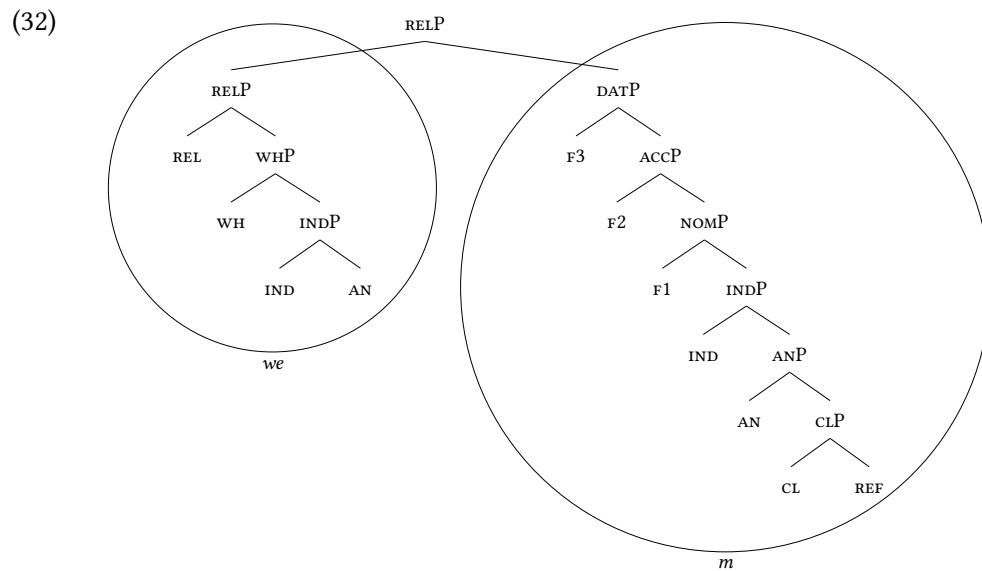 (32)
RELP
RELP DATP
REL WHP F3 ACCP
WH INDP F2 NOMP
IND AN F1 INDP
we IND ANP
AN CLP
CL REF
m